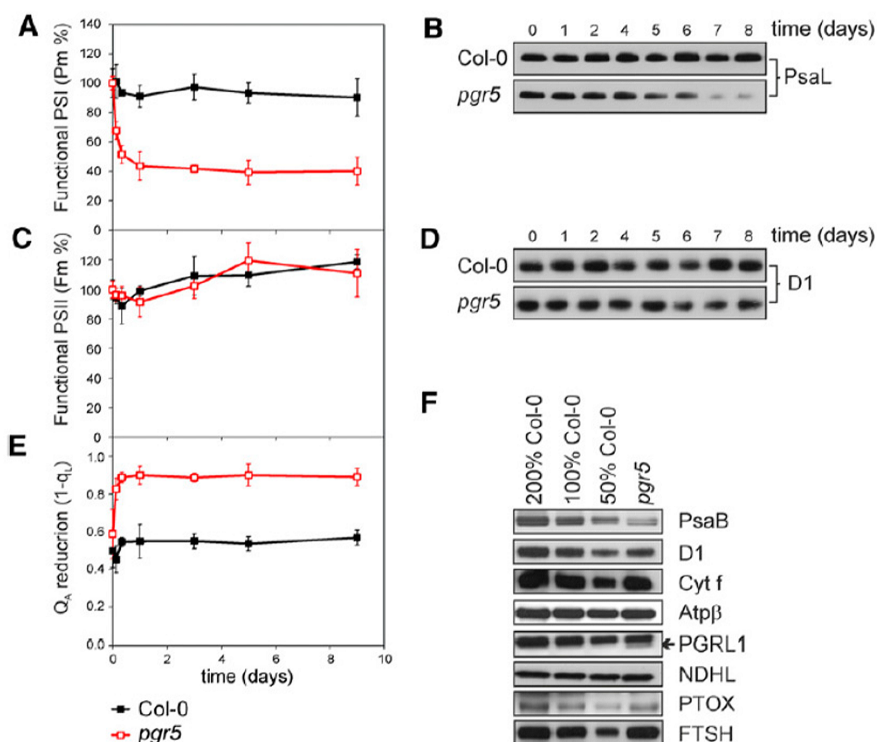 A
Functional PSI (Pm %)
140
120
100
80
60
40
20
0
B
0 1 2 4 5 6 7 8 time (days)
Col-0
pgr5
PsaL
C
Functional PSII (Fm %)
120
100
80
60
40
20
0
D
0 1 2 4 5 6 7 8 time (days)
Col-0
pgr5
D1
E
QA reducrion (1-qL)
1.0
0.8
0.6
0.4
0.2
0.0
0 2 4 6 8 10
time (days)
Col-0
pgr5
F
200% Col-0
100% Col-0
50% Col-0
pgr5
PsaB
D1
Cyt f
Atpβ
PGRL1
NDHL
PTOX
FTSH